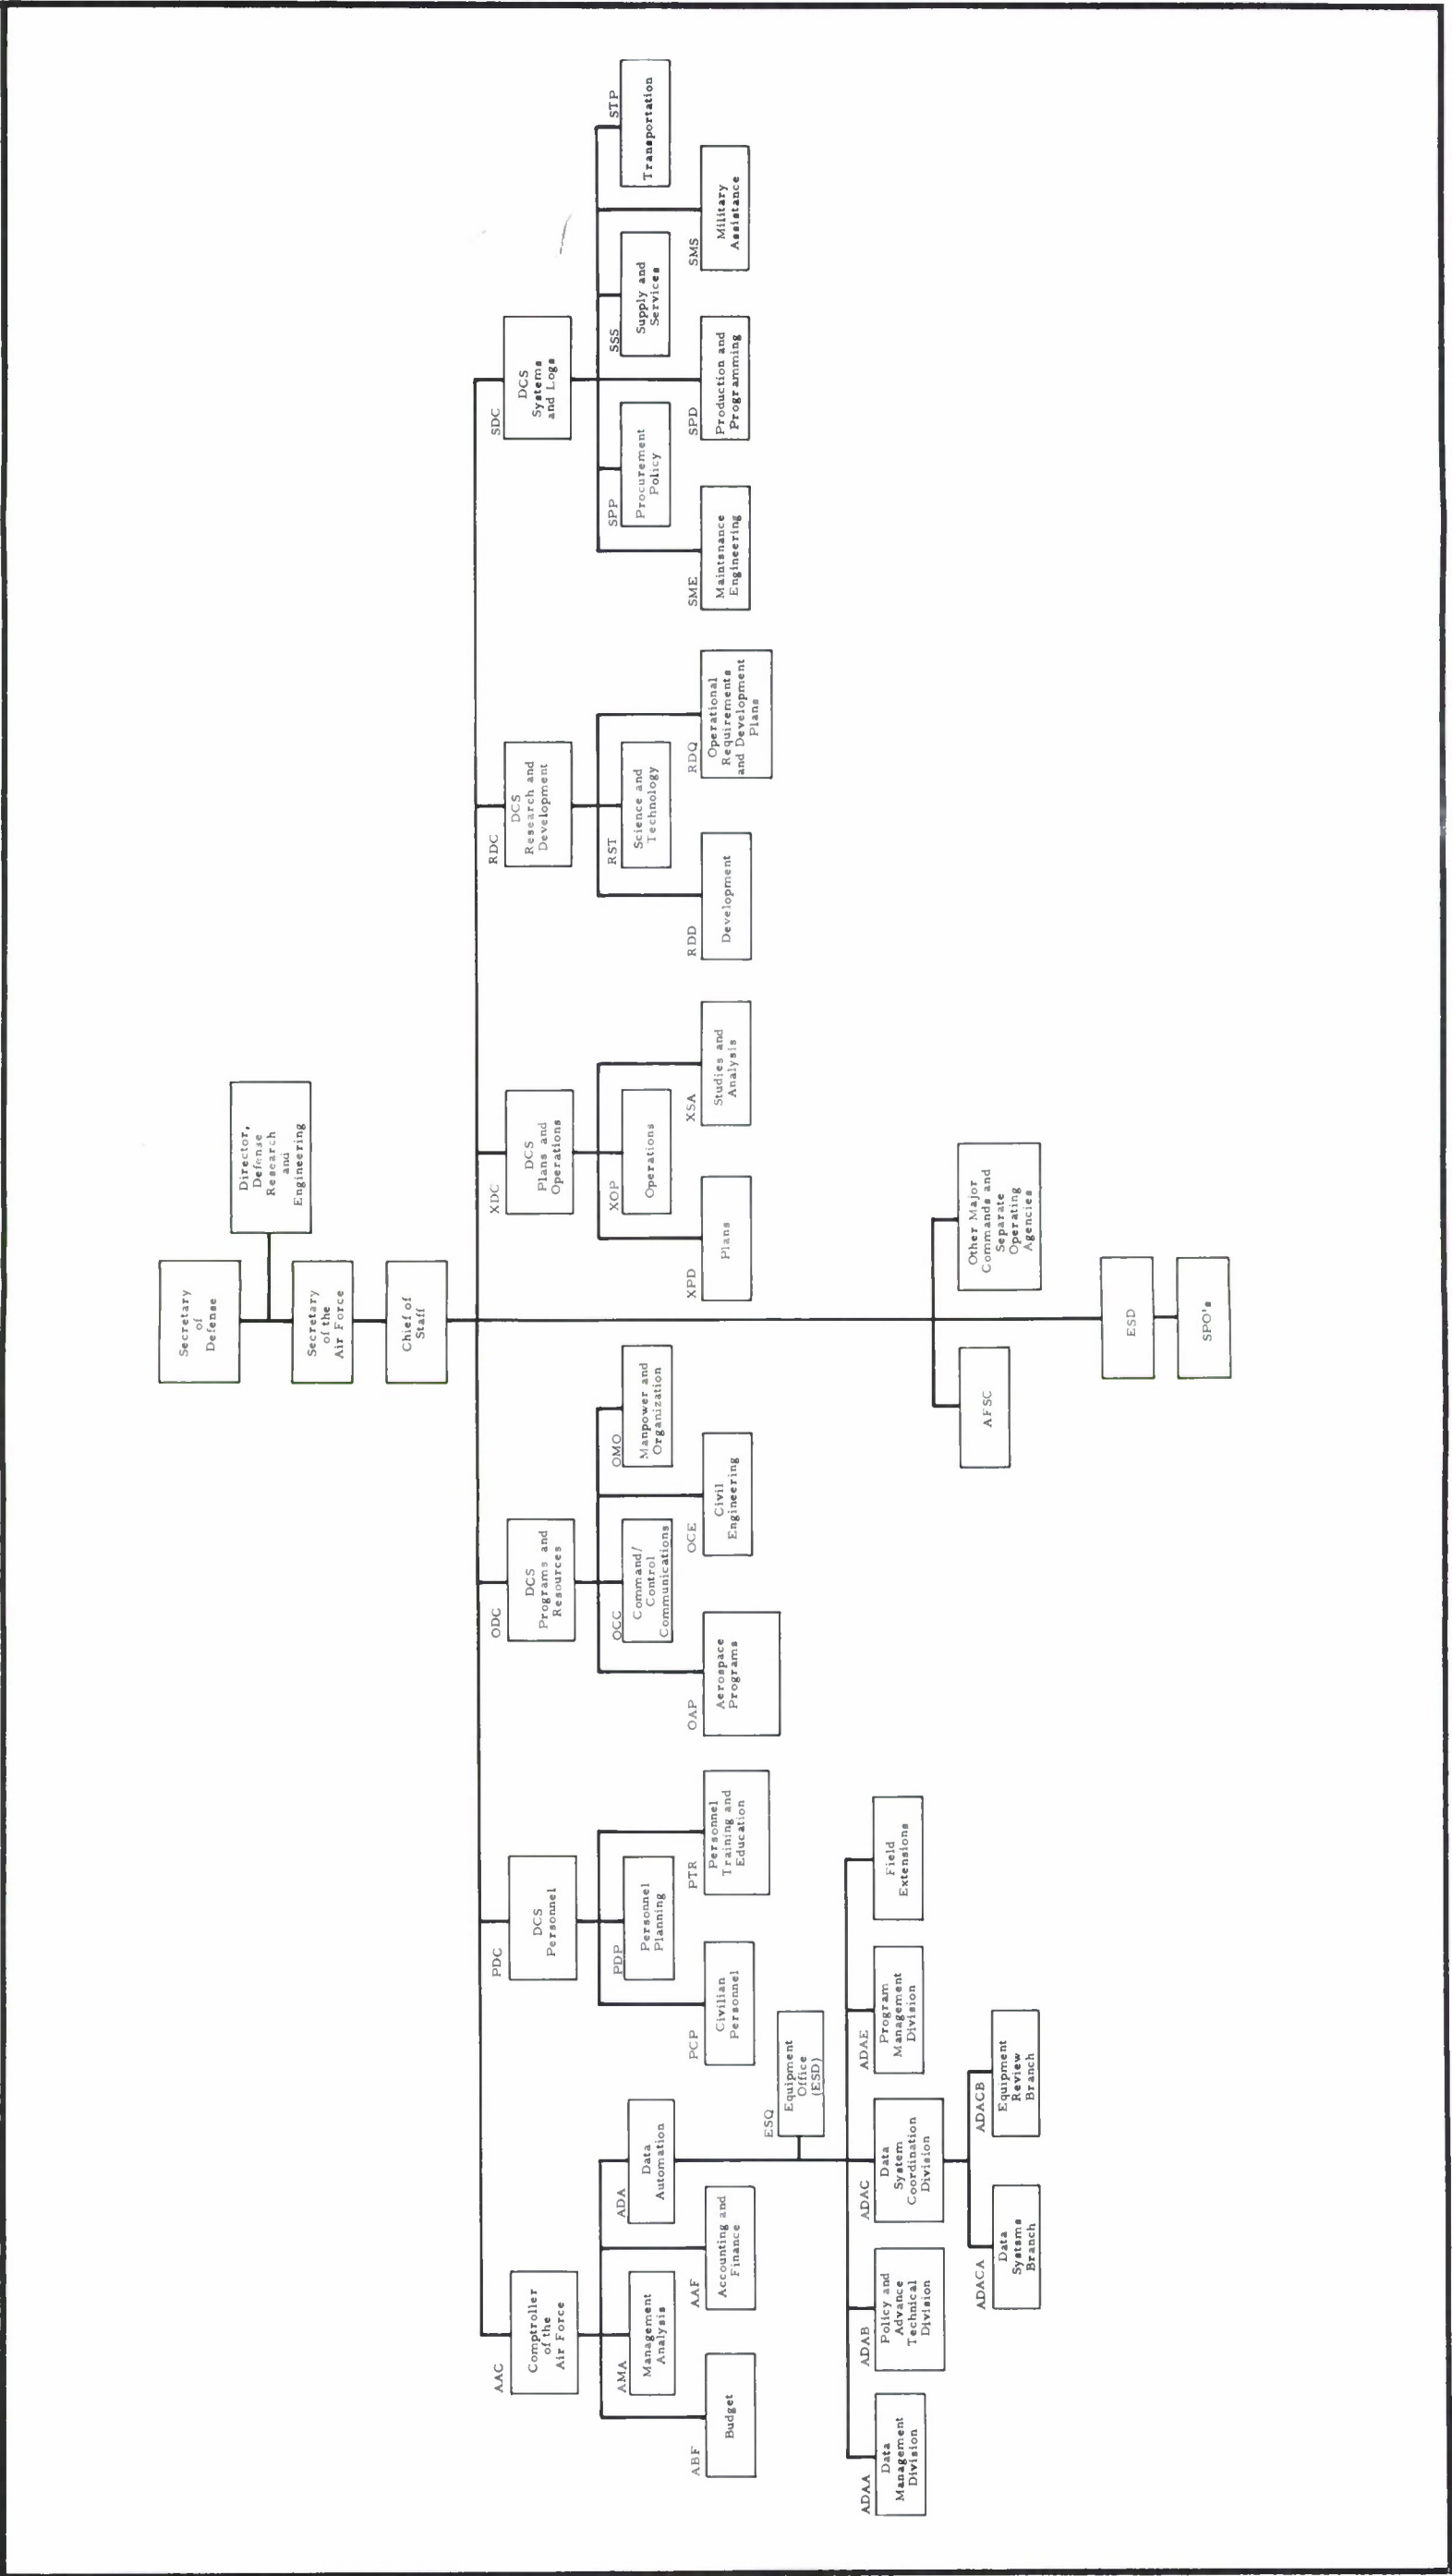 Secretary
of
Defense
Director,
Defense
Research
and
Engineering
Secretary
of the
Air Force
Chief of
Staff
AAC
Comptroller
of the
Air Force
PDC
DCS
Personnel
ODC
DCS
Programs and
Resources
XDC
DCS
Plans and
Operations
RDC
DCS
Research and
Development
SDC
DCS
Systems
and Logs
ABF
Budget
AMA
Management
Analysis
AAF
Accounting and
Finance
ADA
Data
Automation
PCP
Civilian
Personnel
PDP
Personnel
Planning
PTR
Personnel
Training and
Education
OAP
Aerospace
Programs
OCC
Command/
Control
Communications
OCE
Civil
Engineering
OMO
Manpower and
Organization
XPD
Plans
XOP
Operations
XSA
Studies and
Analysis
RDD
Development
RST
Science and
Technology
RDQ
Operational
Requirements
and Development
Plans
SME
Maintenance
Engineering
SPP
Procurement
Policy
SPD
Production and
Programming
SSS
Supply and
Services
SMS
Military
Assistance
STP
Transportation
ESQ
Equipment
Office
(ESD)
ADAA
Data
Management
Division
ADAB
Policy and
Advance
Technical
Division
ADAC
Data
System
Coordination
Division
ADAE
Program
Management
Division
Field
Extensions
ADACA
Data
Systems
Branch
ADACB
Equipment
Review
Branch
AFSC
Other Major
Commands and
Separate
Operating
Agencies
ESD
SPO's